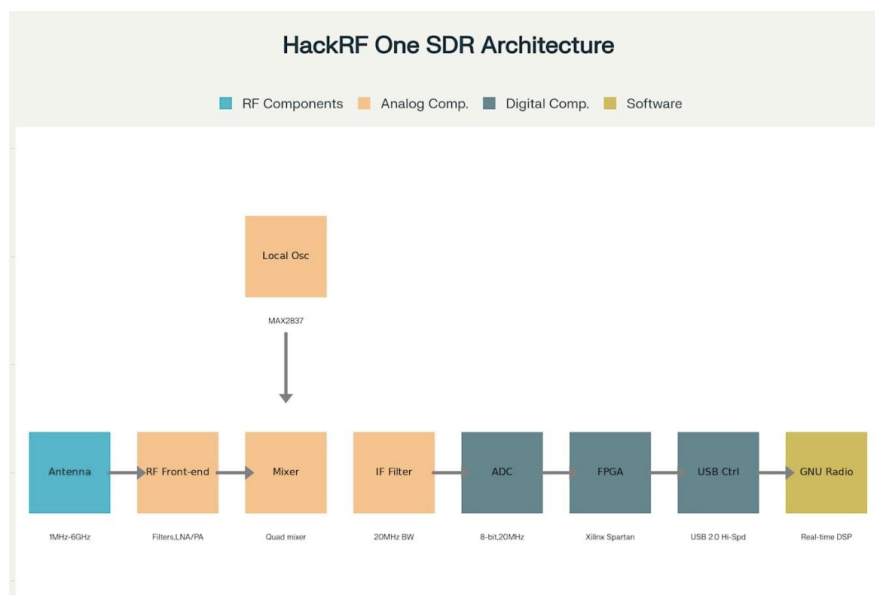 HackRF One SDR Architecture
RF Components Analog Comp. Digital Comp. Software
Local Osc
MAX2837
Antenna RF Front-end Mixer IF Filter ADC FPGA USB Ctrl GNU Radio
1MHz-6GHz Filters,LNA/PA Quad mixer 20MHz BW 8-bit,20MHz Xilinx Spartan USB 2.0 Hi-Spd Real-time DSP